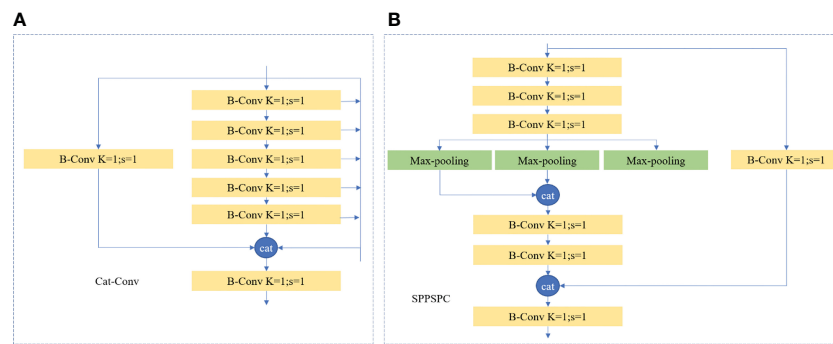 A
B-Conv K=1;s=1
B-Conv K=1;s=1
B-Conv K=1;s=1
B-Conv K=1;s=1
B-Conv K=1;s=1
B-Conv K=1;s=1
cat
B-Conv K=1;s=1
Cat-Conv
B
B-Conv K=1;s=1
B-Conv K=1;s=1
B-Conv K=1;s=1
Max-pooling
Max-pooling
Max-pooling
B-Conv K=1;s=1
cat
B-Conv K=1;s=1
B-Conv K=1;s=1
cat
SPPSPC
B-Conv K=1;s=1